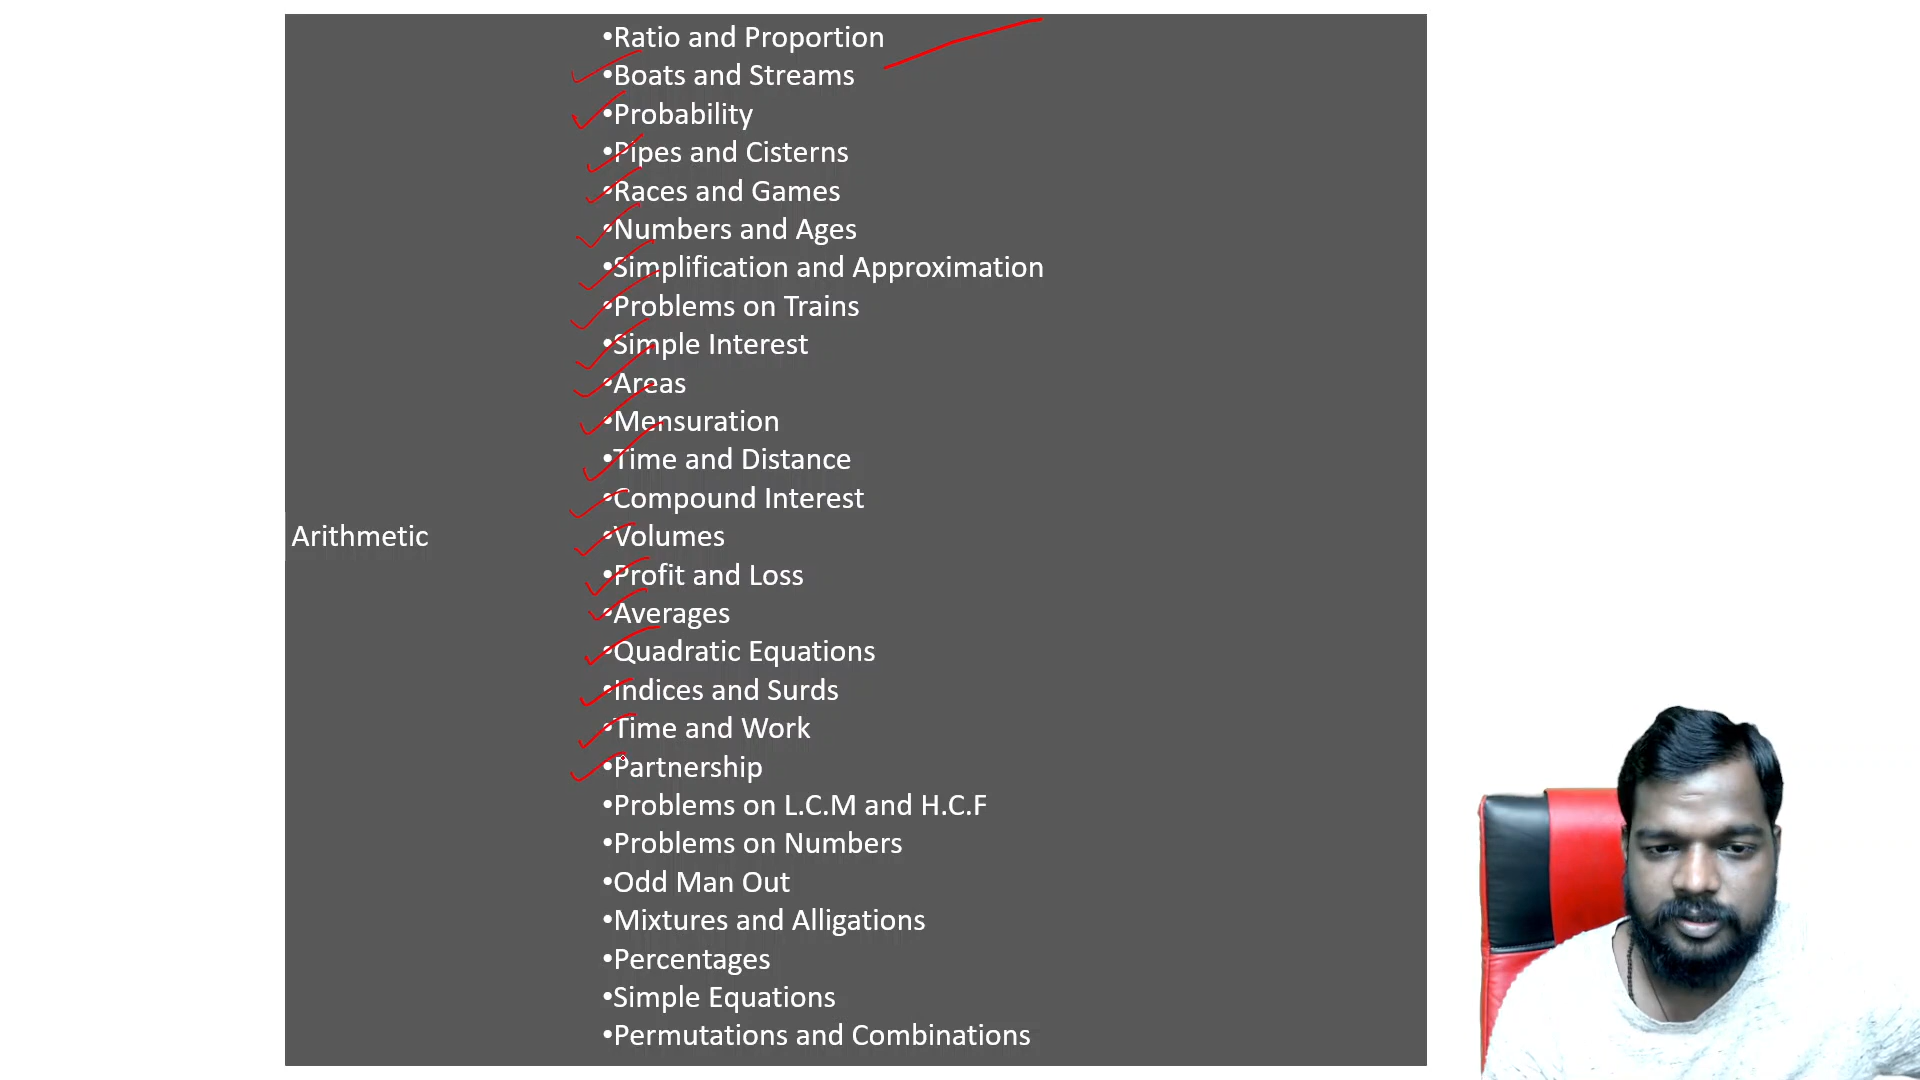 •Ratio and Proportion
•Boats and Streams
•Probability
•Pipes and Cisterns
•Races and Games
•Numbers and Ages
•Simplification and Approximation
•Problems on Trains
•Simple Interest
•Areas
•Mensuration
•Time and Distance
•Compound Interest
Arithmetic
•Volumes
•Profit and Loss
•Averages
•Quadratic Equations
•Indices and Surds
•Time and Work
•Partnership
•Problems on L.C.M and H.C.F
•Problems on Numbers
•Odd Man Out
•Mixtures and Alligations
•Percentages
•Simple Equations
•Permutations and Combinations